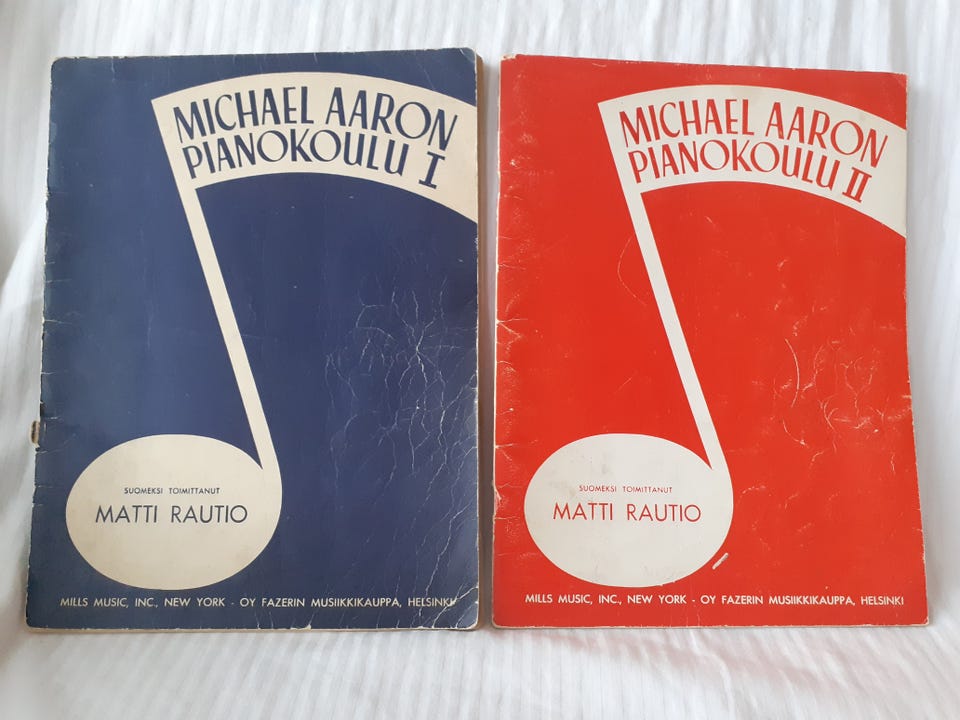 MICHAEL AARON
PIANOKOULU I
SUOMEKSI TOIMITTANUT
MATTI RAUTIO
MILLS MUSIC, INC., NEW YORK - OY FAZERIN MUSIIKKIKAUPPA, HELSINKI
MICHAEL AARON
PIANOKOULU II
SUOMEKSI TOIMITTANUT
MATTI RAUTIO
MILLS MUSIC, INC., NEW YORK - OY FAZERIN MUSIIKKIKAUPPA, HELSINKI